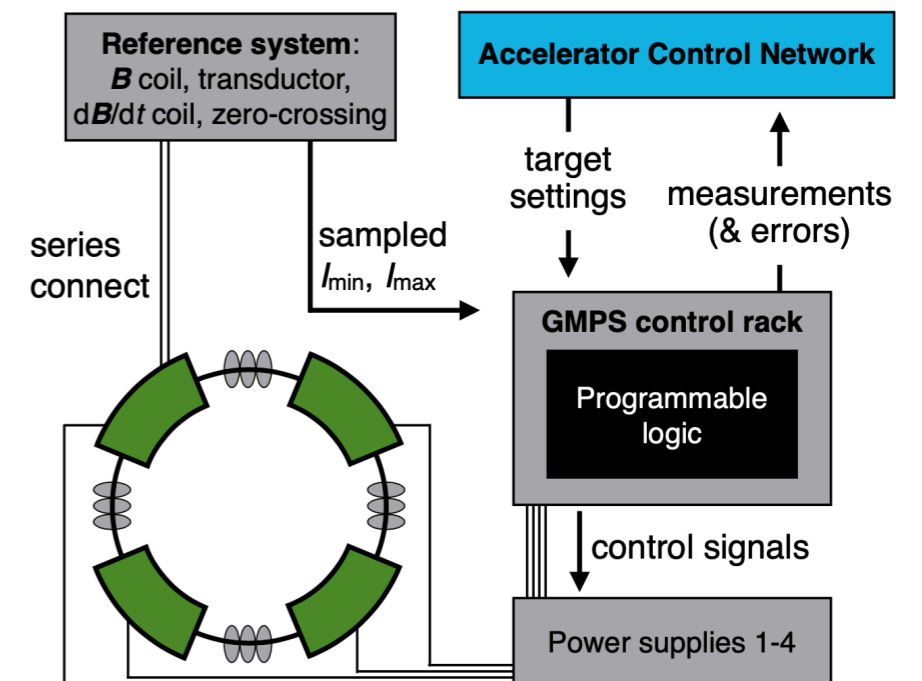 Reference system:
B coil, transductor,
dB/dt coil, zero-crossing
Accelerator Control Network
target
settings
measurements
(& errors)
series
connect
sampled
Imin, Imax
GMPS control rack
Programmable
logic
control signals
Power supplies 1-4